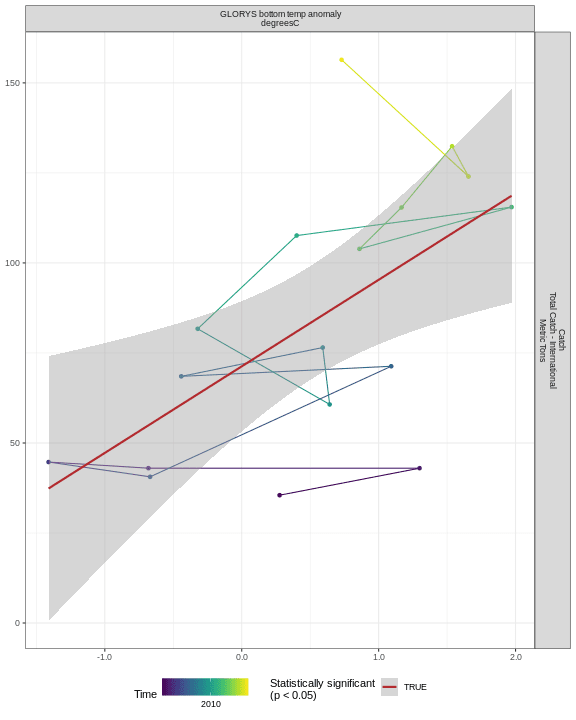 GLORYS bottom temp anomaly
degreesC
150
100
50
0
-1.0
0.0
1.0
2.0
Catch
Total Catch - International
Metric Tons
Time
2010
Statistically significant
(p < 0.05)
TRUE